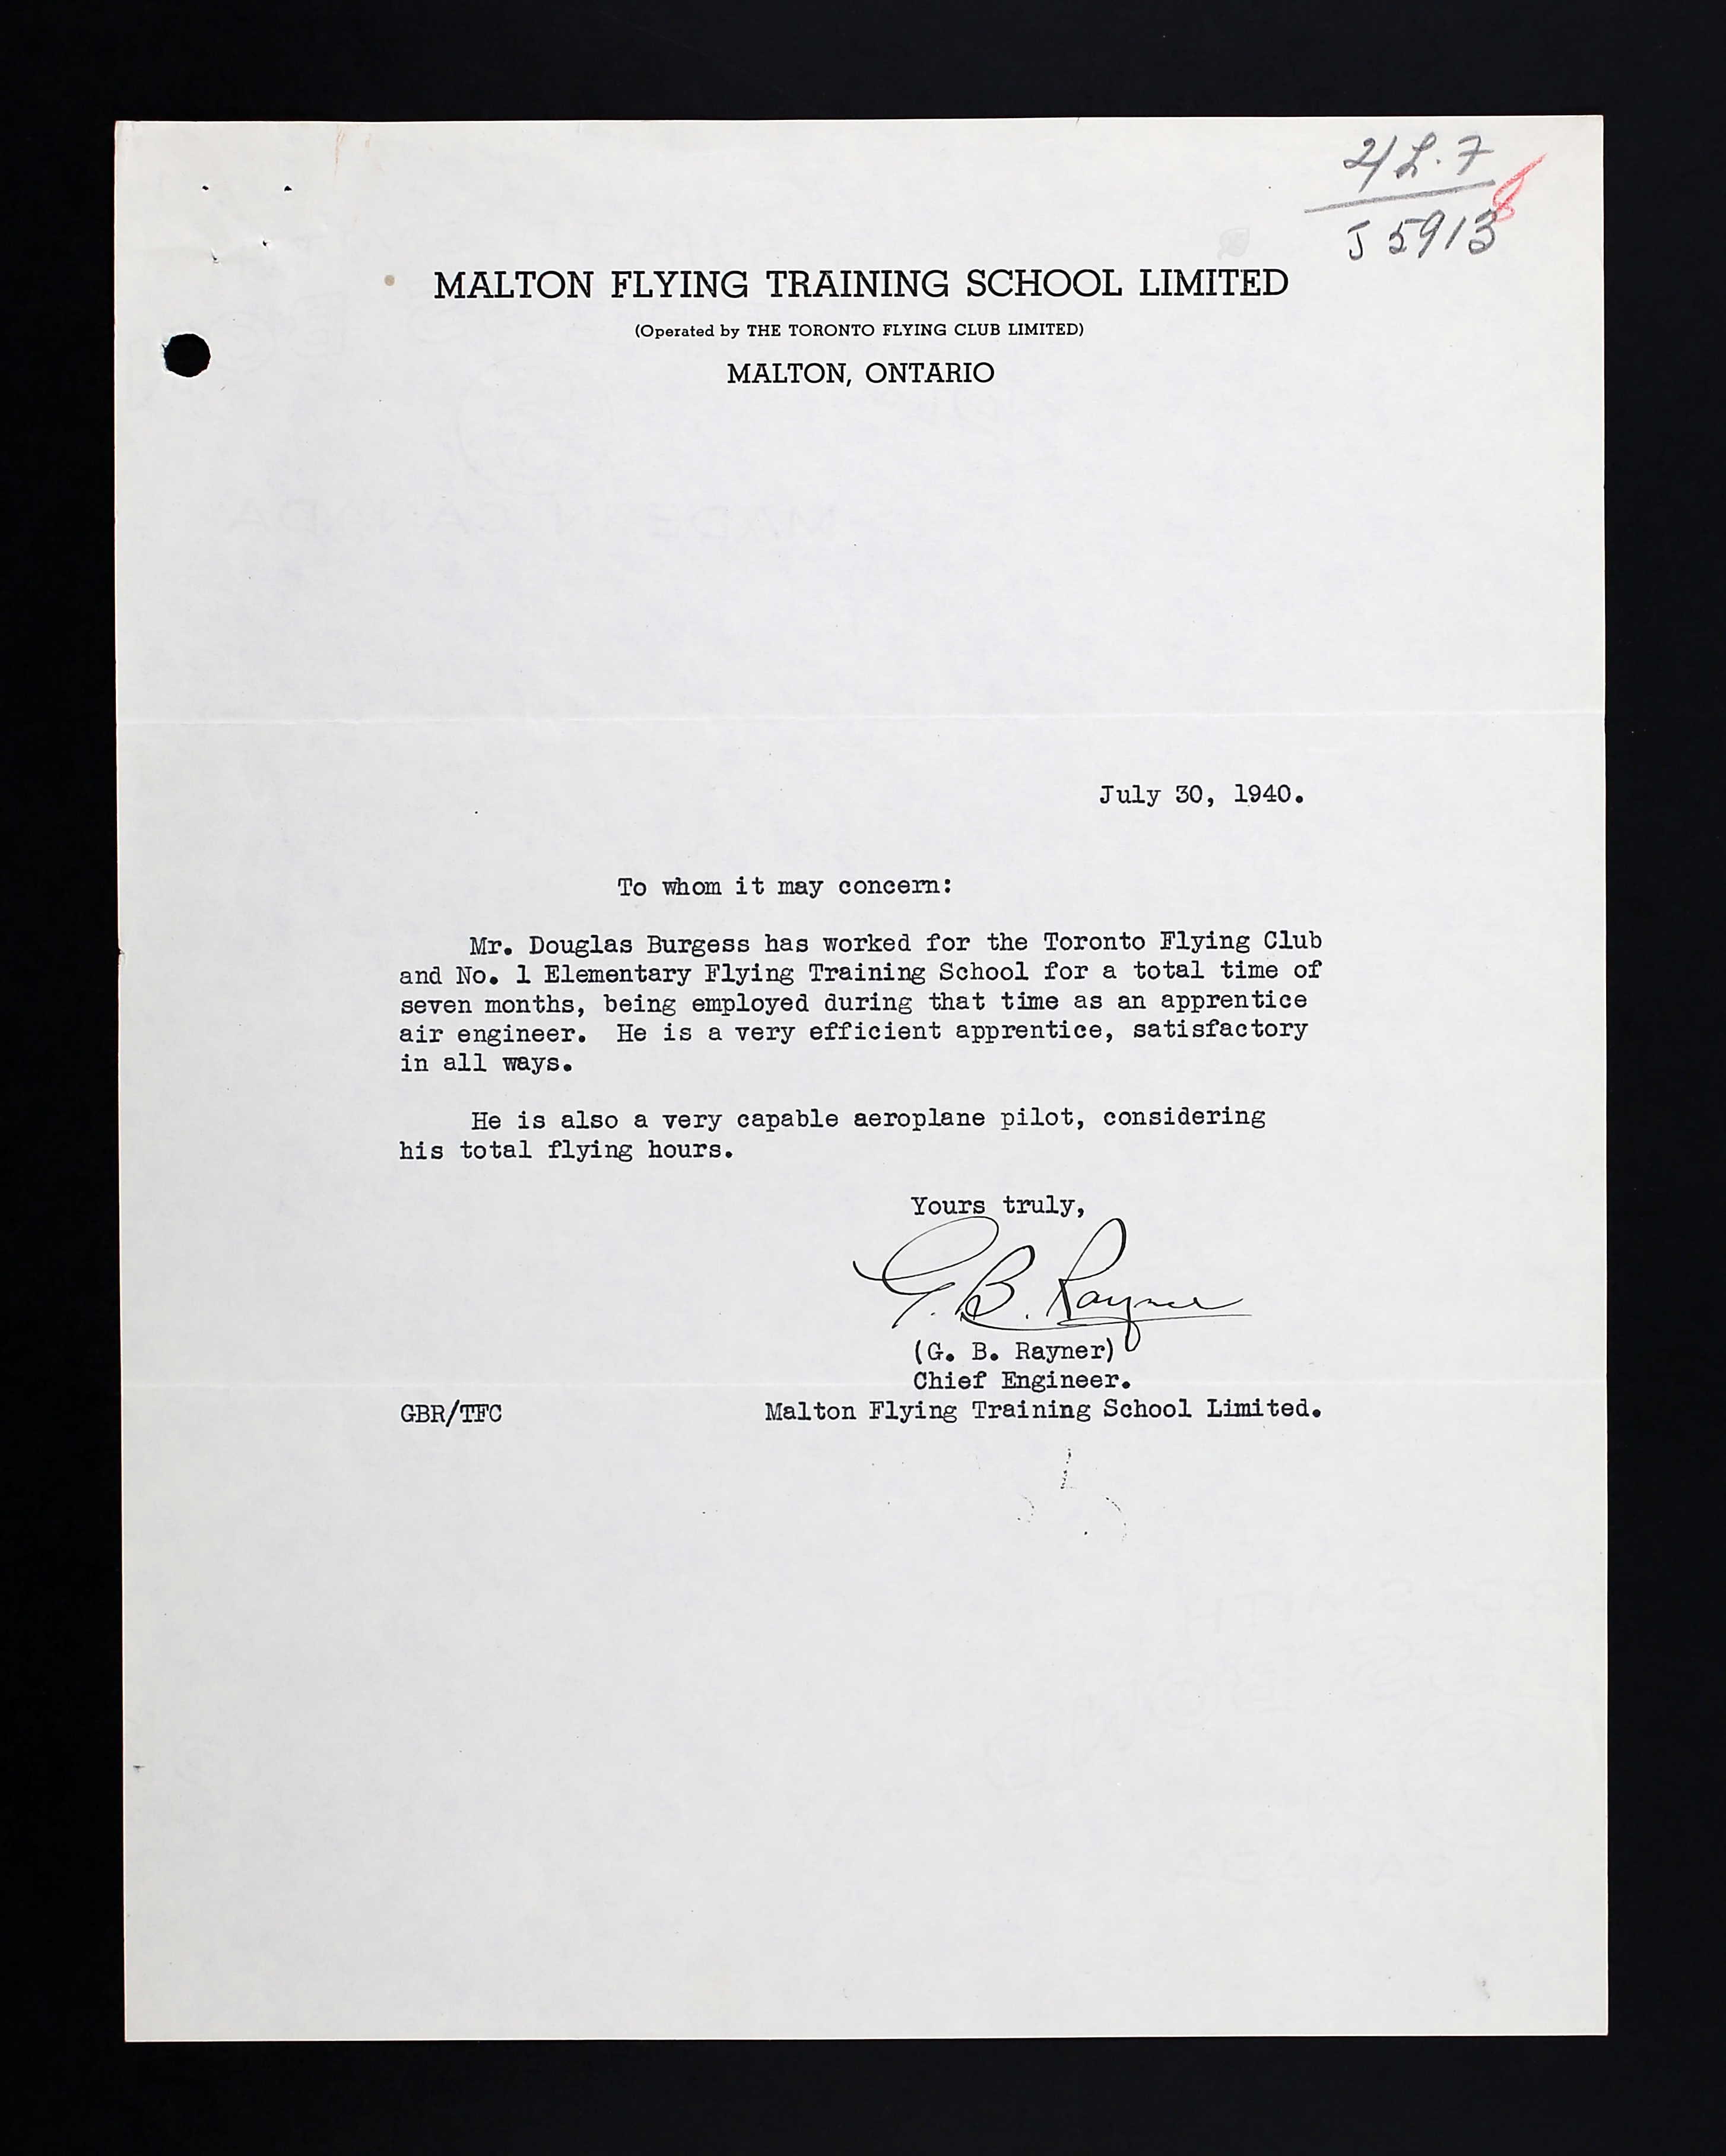 2/L.7
J 5913
8
MALTON FLYING TRAINING SCHOOL LIMITED
(Operated by THE TORONTO FLYING CLUB LIMITED)
MALTON, ONTARIO
July 30, 1940.
To whom it may concern:
Mr. Douglas Burgess has worked for the Toronto Flying Club
and No. 1 Elementary Flying Training School for a total time of
seven months, being employed during that time as an apprentice
air engineer. He is a very efficient apprentice, satisfactory
in all ways.
He is also a very capable aeroplane pilot, considering
his total flying hours.
Yours truly,
G. B. Rayner
(G. B. Rayner)
Chief Engineer.
GBR/TFC Malton Flying Training School Limited.